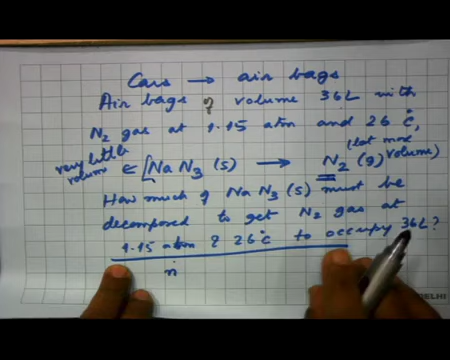 Cars → air bags
Air bags of volume 36L with
N₂ gas at 1.15 atm and 26°C,
very little volum ∈ [NaN₃(s) → N₂(g) (lot more volume)
How much of NaN₃(s) must be
decomposed to get N₂ gas at
1.15 atm & 26°C to occupy 36L?
n
DELHI